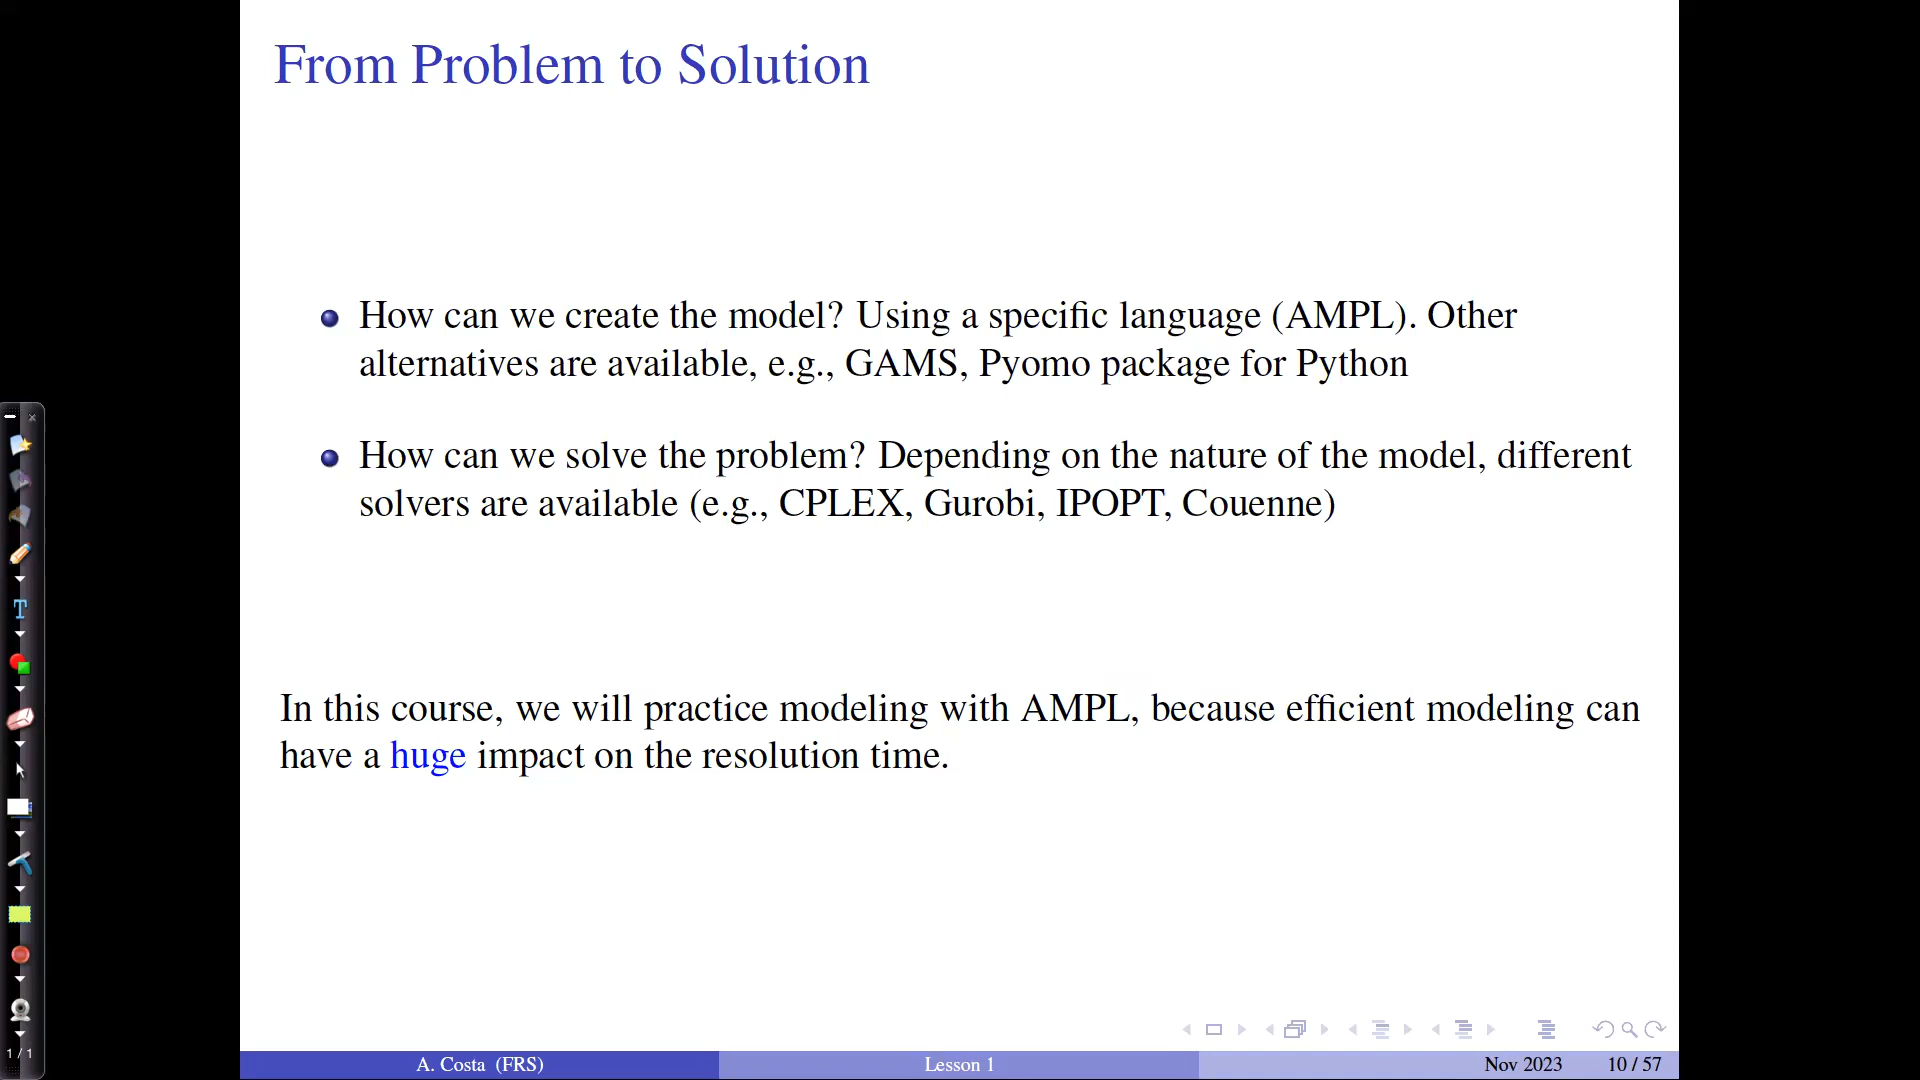 From Problem to Solution
How can we create the model? Using a specific language (AMPL). Other
alternatives are available, e.g., GAMS, Pyomo package for Python
How can we solve the problem? Depending on the nature of the model, different
solvers are available (e.g., CPLEX, Gurobi, IPOPT, Couenne)
In this course, we will practice modeling with AMPL, because efficient modeling can
have a huge impact on the resolution time.
1 / 1
A. Costa (FRS)
Lesson 1
Nov 2023
10 / 57